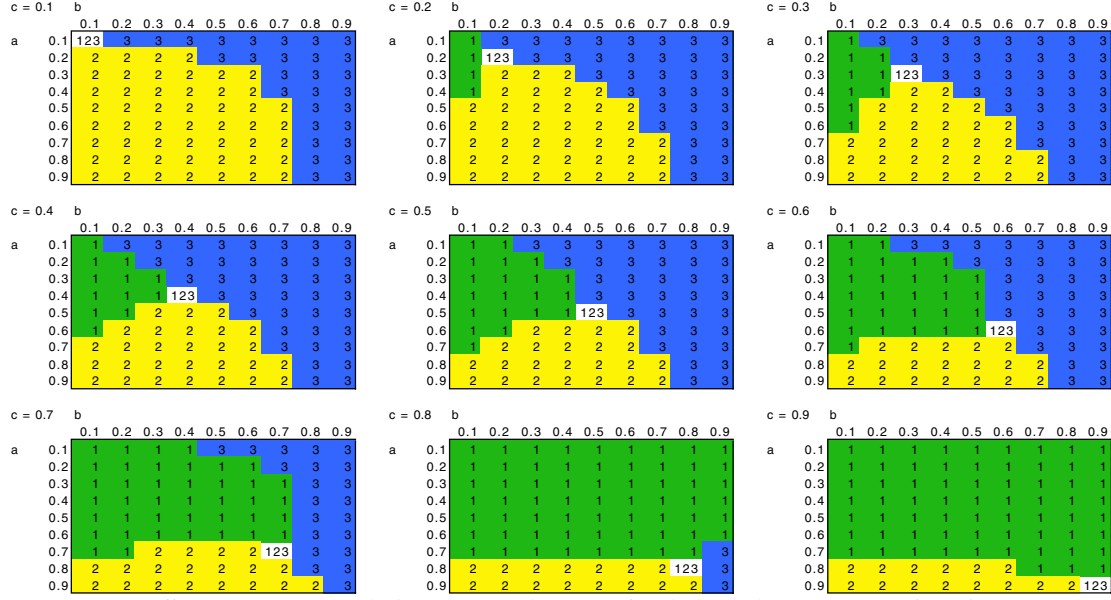 c = 0.1 b
0.1 0.2 0.3 0.4 0.5 0.6 0.7 0.8 0.9
a 0.1 123 3 3 3 3 3 3 3 3
0.2 2 2 2 2 3 3 3 3 3
0.3 2 2 2 2 2 2 3 3 3
0.4 2 2 2 2 2 2 3 3 3
0.5 2 2 2 2 2 2 2 3 3
0.6 2 2 2 2 2 2 2 3 3
0.7 2 2 2 2 2 2 2 3 3
0.8 2 2 2 2 2 2 2 3 3
0.9 2 2 2 2 2 2 2 3 3
c = 0.2 b
0.1 0.2 0.3 0.4 0.5 0.6 0.7 0.8 0.9
a 0.1 1 3 3 3 3 3 3 3 3
0.2 1 123 3 3 3 3 3 3 3
0.3 1 2 2 2 3 3 3 3 3
0.4 1 2 2 2 2 3 3 3 3
0.5 2 2 2 2 2 2 3 3 3
0.6 2 2 2 2 2 2 3 3 3
0.7 2 2 2 2 2 2 2 3 3
0.8 2 2 2 2 2 2 2 3 3
0.9 2 2 2 2 2 2 2 3 3
c = 0.3 b
0.1 0.2 0.3 0.4 0.5 0.6 0.7 0.8 0.9
a 0.1 1 3 3 3 3 3 3 3 3
0.2 1 1 3 3 3 3 3 3 3
0.3 1 1 123 3 3 3 3 3 3
0.4 1 1 2 2 3 3 3 3 3
0.5 1 2 2 2 2 3 3 3 3
0.6 1 2 2 2 2 2 3 3 3
0.7 2 2 2 2 2 2 3 3 3
0.8 2 2 2 2 2 2 2 3 3
0.9 2 2 2 2 2 2 2 3 3
c = 0.4 b
0.1 0.2 0.3 0.4 0.5 0.6 0.7 0.8 0.9
a 0.1 1 3 3 3 3 3 3 3 3
0.2 1 1 3 3 3 3 3 3 3
0.3 1 1 1 3 3 3 3 3 3
0.4 1 1 1 123 3 3 3 3 3
0.5 1 1 2 2 2 3 3 3 3
0.6 1 2 2 2 2 2 3 3 3
0.7 2 2 2 2 2 2 3 3 3
0.8 2 2 2 2 2 2 2 3 3
0.9 2 2 2 2 2 2 2 3 3
c = 0.5 b
0.1 0.2 0.3 0.4 0.5 0.6 0.7 0.8 0.9
a 0.1 1 1 3 3 3 3 3 3 3
0.2 1 1 1 3 3 3 3 3 3
0.3 1 1 1 1 3 3 3 3 3
0.4 1 1 1 1 3 3 3 3 3
0.5 1 1 1 1 123 3 3 3 3
0.6 1 1 2 2 2 2 3 3 3
0.7 1 2 2 2 2 2 3 3 3
0.8 2 2 2 2 2 2 2 3 3
0.9 2 2 2 2 2 2 2 3 3
c = 0.6 b
0.1 0.2 0.3 0.4 0.5 0.6 0.7 0.8 0.9
a 0.1 1 1 3 3 3 3 3 3 3
0.2 1 1 1 1 3 3 3 3 3
0.3 1 1 1 1 1 3 3 3 3
0.4 1 1 1 1 1 3 3 3 3
0.5 1 1 1 1 1 3 3 3 3
0.6 1 1 1 1 1 123 3 3 3
0.7 1 2 2 2 2 2 3 3 3
0.8 2 2 2 2 2 2 2 3 3
0.9 2 2 2 2 2 2 2 3 3
c = 0.7 b
0.1 0.2 0.3 0.4 0.5 0.6 0.7 0.8 0.9
a 0.1 1 1 1 1 3 3 3 3 3
0.2 1 1 1 1 1 1 3 3 3
0.3 1 1 1 1 1 1 1 3 3
0.4 1 1 1 1 1 1 1 3 3
0.5 1 1 1 1 1 1 1 3 3
0.6 1 1 1 1 1 1 1 3 3
0.7 1 1 2 2 2 2 123 3 3
0.8 2 2 2 2 2 2 2 3 3
0.9 2 2 2 2 2 2 2 2 3
c = 0.8 b
0.1 0.2 0.3 0.4 0.5 0.6 0.7 0.8 0.9
a 0.1 1 1 1 1 1 1 1 1 1
0.2 1 1 1 1 1 1 1 1 1
0.3 1 1 1 1 1 1 1 1 1
0.4 1 1 1 1 1 1 1 1 1
0.5 1 1 1 1 1 1 1 1 1
0.6 1 1 1 1 1 1 1 1 1
0.7 1 1 1 1 1 1 1 1 3
0.8 2 2 2 2 2 2 2 123 3
0.9 2 2 2 2 2 2 2 2 3
c = 0.9 b
0.1 0.2 0.3 0.4 0.5 0.6 0.7 0.8 0.9
a 0.1 1 1 1 1 1 1 1 1 1
0.2 1 1 1 1 1 1 1 1 1
0.3 1 1 1 1 1 1 1 1 1
0.4 1 1 1 1 1 1 1 1 1
0.5 1 1 1 1 1 1 1 1 1
0.6 1 1 1 1 1 1 1 1 1
0.7 1 1 1 1 1 1 1 1 1
0.8 2 2 2 2 2 2 1 1 1
0.9 2 2 2 2 2 2 2 2 123